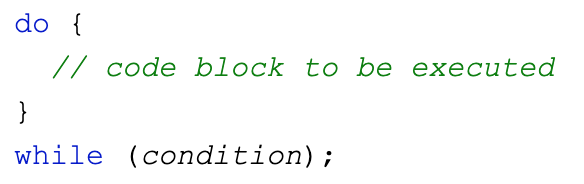 do {
  // code block to be executed
}
while (condition);